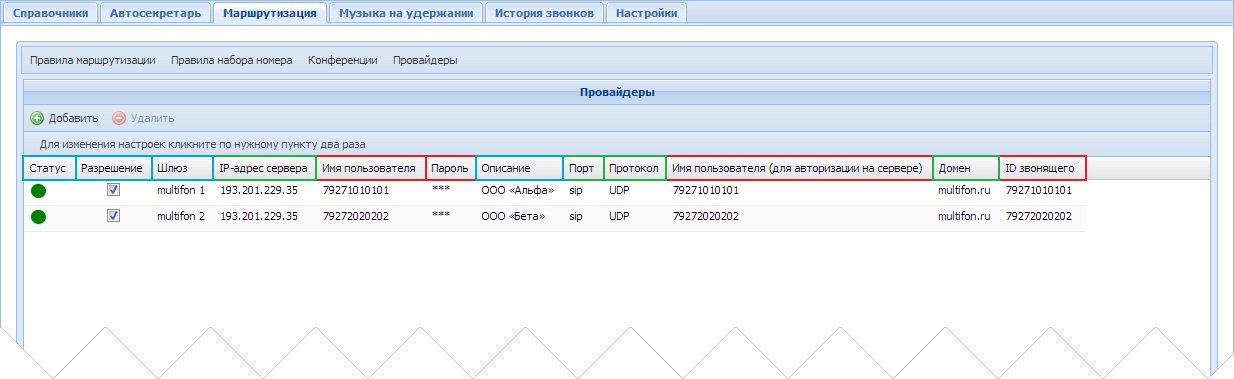 Справочники Автосекретарь Маршрутизация Музыка на удержании История звонков Настройки
Правила маршрутизации Правила набора номера Конференции Провайдеры
Провайдеры
Добавить Удалить
Для изменения настроек кликните по нужному пункту два раза
Статус Разрешение Шлюз IP-адрес сервера Имя пользователя Пароль Описание Порт Протокол Имя пользователя (для авторизации на сервере) Домен ID звонящего
multifon 1 193.201.229.35 79271010101 *** ООО «Альфа» sip UDP 79271010101 multifon.ru 79271010101
multifon 2 193.201.229.35 79272020202 *** ООО «Бета» sip UDP 79272020202 multifon.ru 79272020202